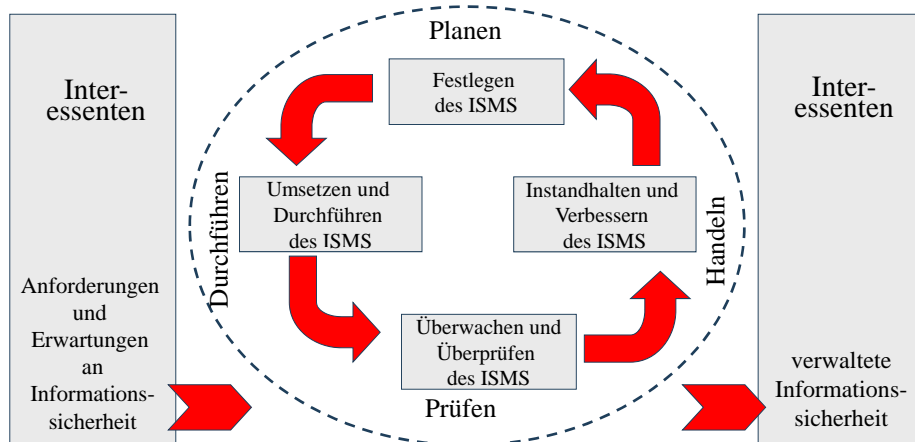 Inter-
essenten
Anforderungen
und
Erwartungen
an
Informations-
sicherheit
Planen
Festlegen
des ISMS
Durchführen
Umsetzen und
Durchführen
des ISMS
Instandhalten und
Verbessern
des ISMS
Handeln
Überwachen und
Überprüfen
des ISMS
Prüfen
Inter-
essenten
verwaltete
Informations-
sicherheit